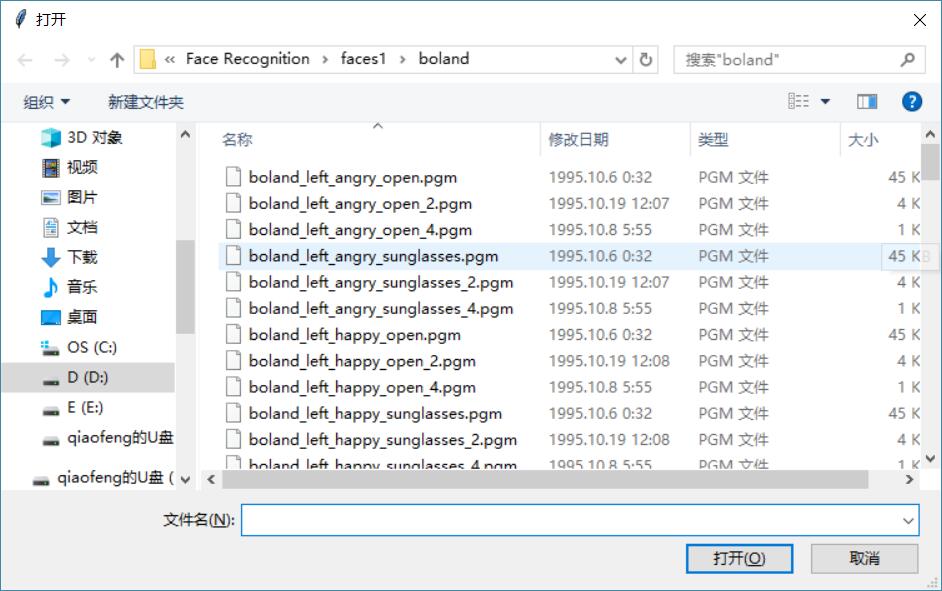 打开
« Face Recognition › faces1 › boland
搜索"boland"
组织 新建文件夹
名称 修改日期 类型 大小
3D 对象
视频
图片
文档
下载
音乐
桌面
OS (C:)
D (D:)
E (E:)
qiaofeng的U盘
qiaofeng的U盘 (
boland_left_angry_open.pgm 1995.10.6 0:32 PGM 文件 45 K
boland_left_angry_open_2.pgm 1995.10.19 12:07 PGM 文件 4 K
boland_left_angry_open_4.pgm 1995.10.8 5:55 PGM 文件 1 K
boland_left_angry_sunglasses.pgm 1995.10.6 0:32 PGM 文件 45 KB
boland_left_angry_sunglasses_2.pgm 1995.10.19 12:07 PGM 文件 4 K
boland_left_angry_sunglasses_4.pgm 1995.10.8 5:55 PGM 文件 1 K
boland_left_happy_open.pgm 1995.10.6 0:32 PGM 文件 45 K
boland_left_happy_open_2.pgm 1995.10.19 12:08 PGM 文件 4 K
boland_left_happy_open_4.pgm 1995.10.8 5:55 PGM 文件 1 K
boland_left_happy_sunglasses.pgm 1995.10.6 0:32 PGM 文件 45 K
boland_left_happy_sunglasses_2.pgm 1995.10.19 12:08 PGM 文件 4 K
boland_left_happy_sunglasses_4.pgm 1995.10.8 5:55 PGM 文件 1 K
文件名(N):
打开(O) 取消